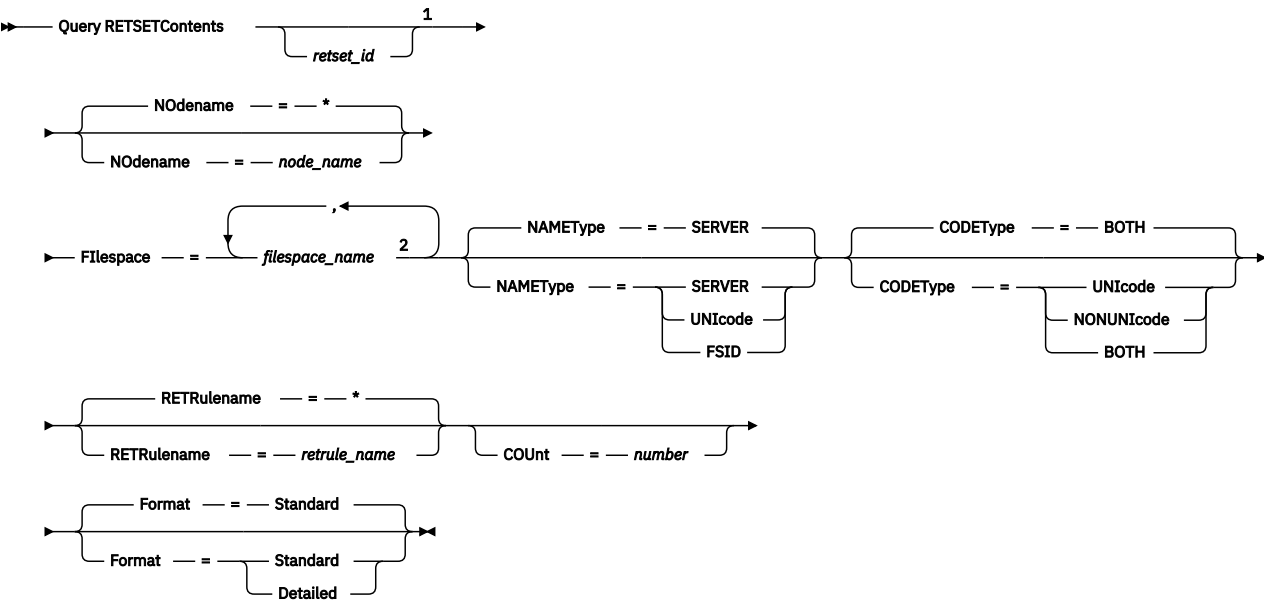 Query RETSETContents 1
retset_id
NOdename = *
NOdename = node_name
,
NAMEType = SERVER CODEType = BOTH
FIlespace = filespace_name 2
NAMEType = SERVER CODEType = UNIcode
UNIcode NONUNIcode
FSID BOTH
RETRulename = *
RETRulename = retrule_name COUnt = number
Format = Standard
Format = Standard
Detailed